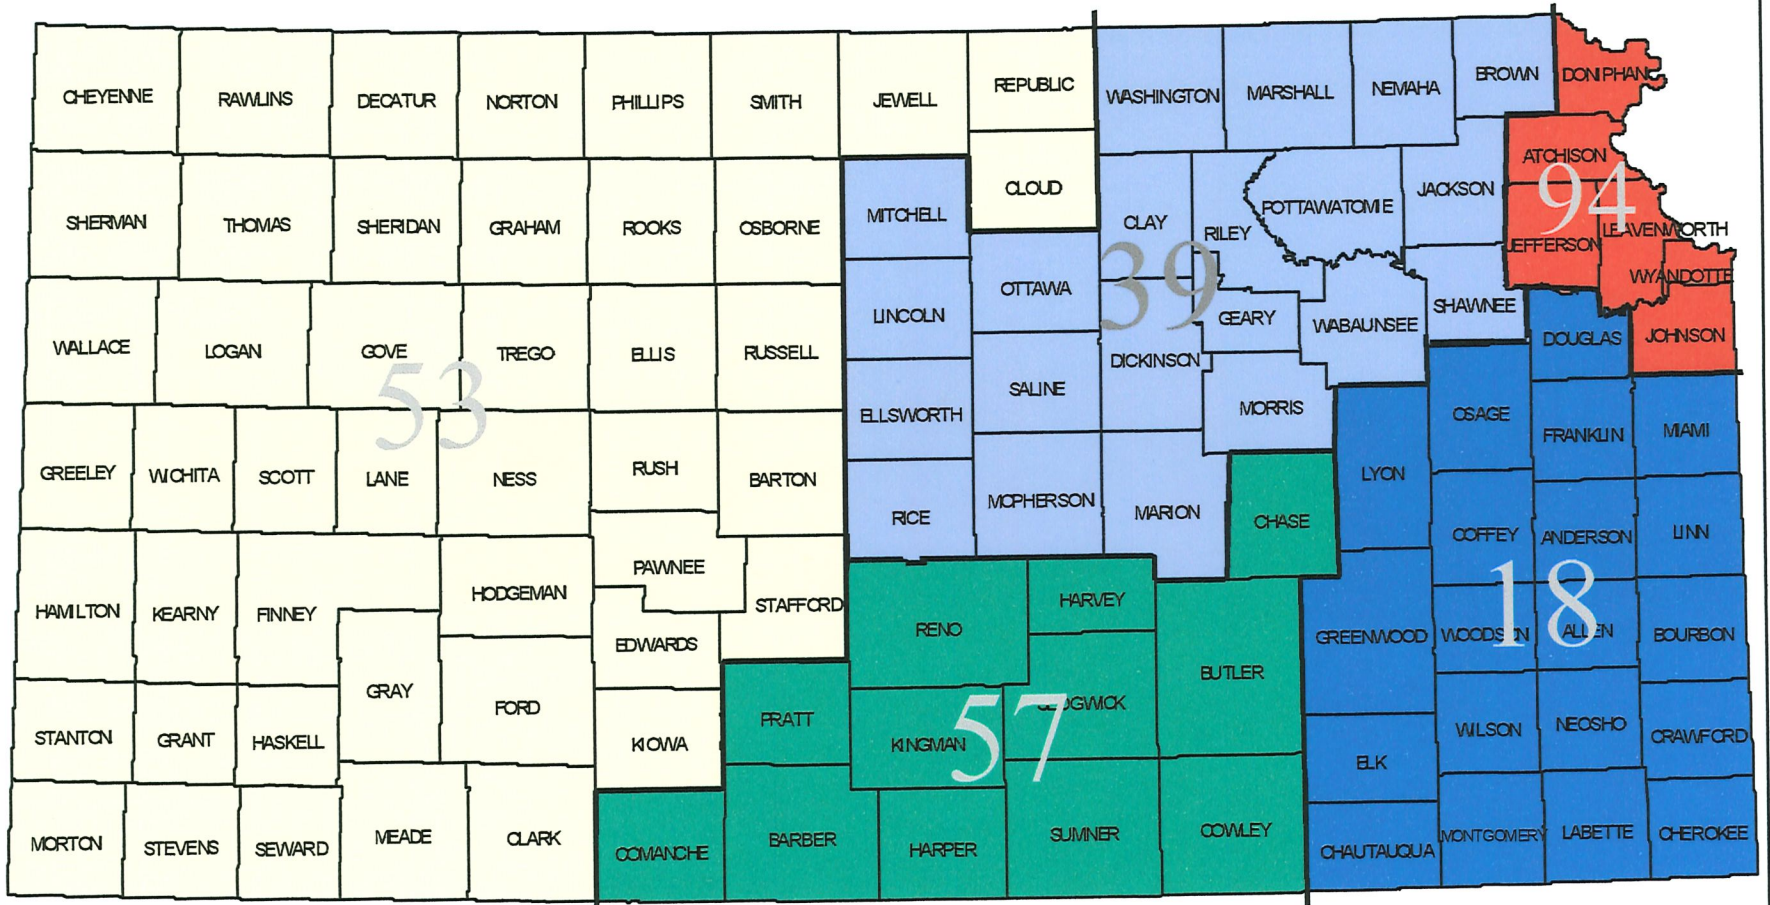 CHEYENNE RAWLINS DECATUR NORTON PHILLIPS SMITH JEWELL REPUBLIC WASHINGTON MARSHALL NEMAHA BROWN DONIPHAN
CLOUD ATCHISON
SHERMAN THOMAS SHERIDAN GRAHAM ROOKS OSBORNE MITCHELL CLAY RILEY POTTAWATOMIE JACKSON 94
JEFFERSON LEAVENWORTH
WYANDOTTE
39
LINCOLN OTTAWA GEARY WABAUNSEE SHAWNEE
WALLACE LOGAN GOVE TREGO ELLIS RUSSELL DICKINSON DOUGLAS JOHNSON
53
ELLSWORTH SALINE MORRIS OSAGE FRANKLIN MIAMI
GREELEY WICHITA SCOTT LANE NESS RUSH BARTON LYON
RICE MCPHERSON MARION CHASE COFFEY ANDERSON LINN
PAWNEE
HAMILTON KEARNY FINNEY HODGEMAN STAFFORD HARVEY 18
EDWARDS RENO GREENWOOD WOODSON ALLEN BOURBON
GRAY FORD BUTLER
STANTON GRANT HASKELL KIOWA PRATT KINGMAN SEDGWICK WILSON NEOSHO CRAWFORD
57
ELK
MORTON STEVENS SEWARD MEADE CLARK COMANCHE BARBER HARPER SUMNER COWLEY CHAUTAUQUA MONTGOMERY LABETTE CHEROKEE